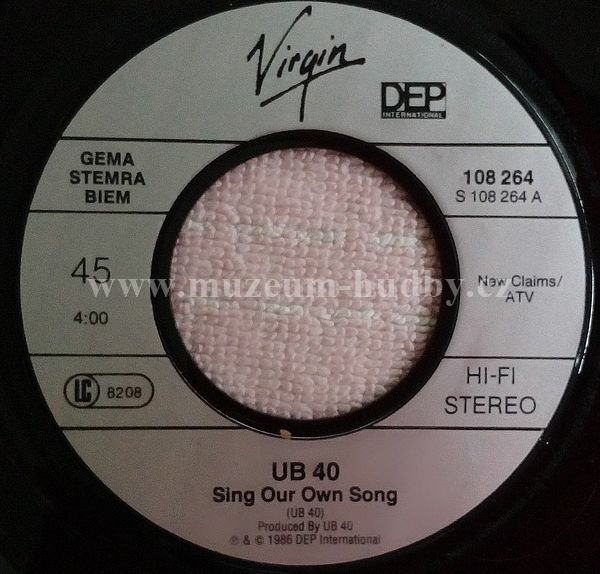 Virgin
DEP
INTERNATIONAL
GEMA
STEMRA
BIEM
108 264
S 108 264 A
45
4:00
New Claims/
ATV
www.muzeum-hudby.cz
LC 8208
HI-FI
STEREO
UB 40
Sing Our Own Song
(UB 40)
Produced By UB 40
℗ & © 1986 DEP International